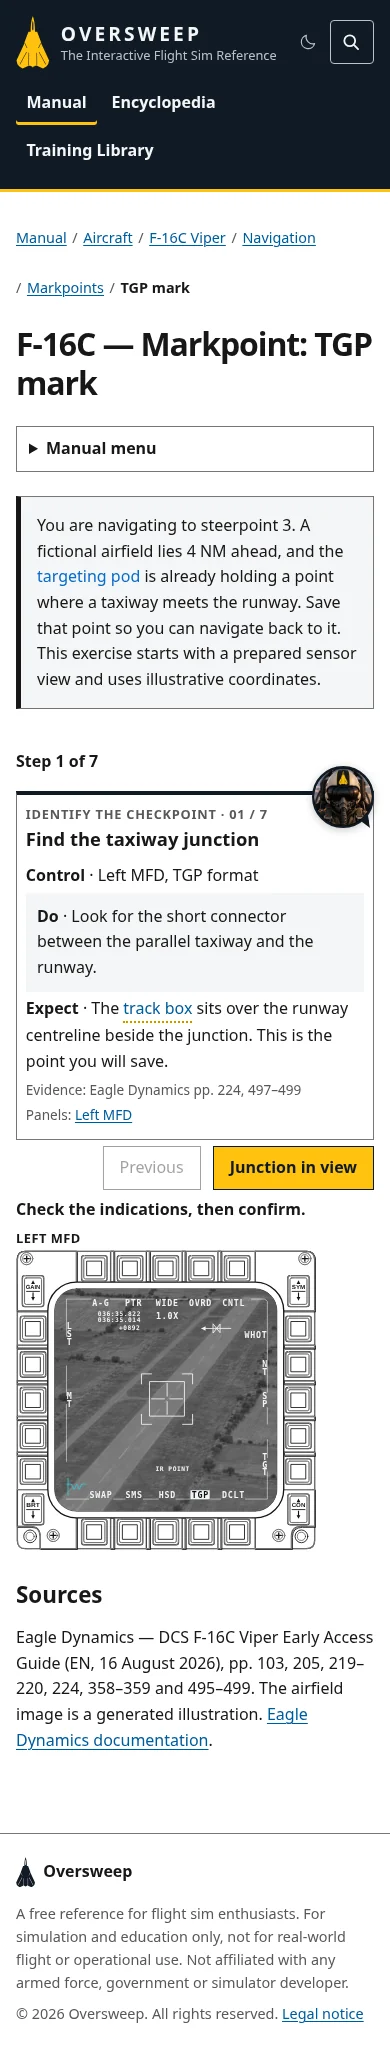 OVERSWEEP
The Interactive Flight Sim Reference
Manual
Encyclopedia
Training Library
Manual / Aircraft / F-16C Viper / Navigation
/ Markpoints / TGP mark
F-16C — Markpoint: TGP
mark
Manual menu
You are navigating to steerpoint 3. A
fictional airfield lies 4 NM ahead, and the
targeting pod is already holding a point
where a taxiway meets the runway. Save
that point so you can navigate back to it.
This exercise starts with a prepared sensor
view and uses illustrative coordinates.
Step 1 of 7
IDENTIFY THE CHECKPOINT · 01 / 7
Find the taxiway junction
Control · Left MFD, TGP format
Do · Look for the short connector
between the parallel taxiway and the
runway.
Expect · The track box sits over the runway
centreline beside the junction. This is the
point you will save.
Evidence: Eagle Dynamics pp. 224, 497–499
Panels: Left MFD
Previous
Junction in view
Check the indications, then confirm.
LEFT MFD
GAIN
SYM
A-G PTR WIDE OVRD CNTL
036:35.822
036:35.014
+0892
1.0X
LST
WHOT
NT
MT
SP
TGT
IR POINT
SWAP SMS HSD TGP DCLT
BRT
CON
Sources
Eagle Dynamics — DCS F-16C Viper Early Access
Guide (EN, 16 August 2026), pp. 103, 205, 219–
220, 224, 358–359 and 495–499. The airfield
image is a generated illustration. Eagle
Dynamics documentation.
Oversweep
A free reference for flight sim enthusiasts. For
simulation and education only, not for real-world
flight or operational use. Not affiliated with any
armed force, government or simulator developer.
© 2026 Oversweep. All rights reserved. Legal notice